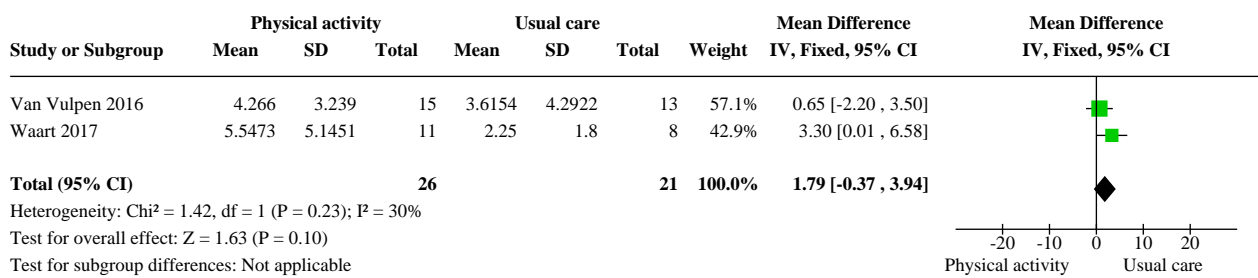 Physical activity Usual care Mean Difference Mean Difference
Study or Subgroup Mean SD Total Mean SD Total Weight IV, Fixed, 95% CI IV, Fixed, 95% CI
Van Vulpen 2016 4.266 3.239 15 3.6154 4.2922 13 57.1% 0.65 [-2.20 , 3.50]
Waart 2017 5.5473 5.1451 11 2.25 1.8 8 42.9% 3.30 [0.01 , 6.58]
Total (95% CI) 26 21 100.0% 1.79 [-0.37 , 3.94]
Heterogeneity: Chi² = 1.42, df = 1 (P = 0.23); I² = 30%
Test for overall effect: Z = 1.63 (P = 0.10)
Test for subgroup differences: Not applicable
-20 -10 0 10 20
Physical activity Usual care